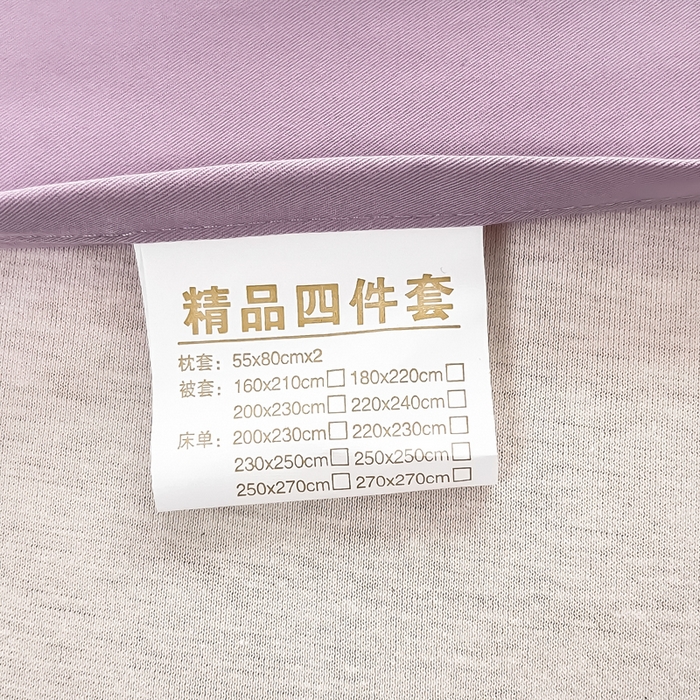 精品四件套
枕套：55x80cmx2
被套：160x210cm□ 180x220cm□
200x230cm□ 220x240cm□
床单：200x230cm□ 220x230cm□
230x250cm□ 250x250cm□
250x270cm□ 270x270cm□